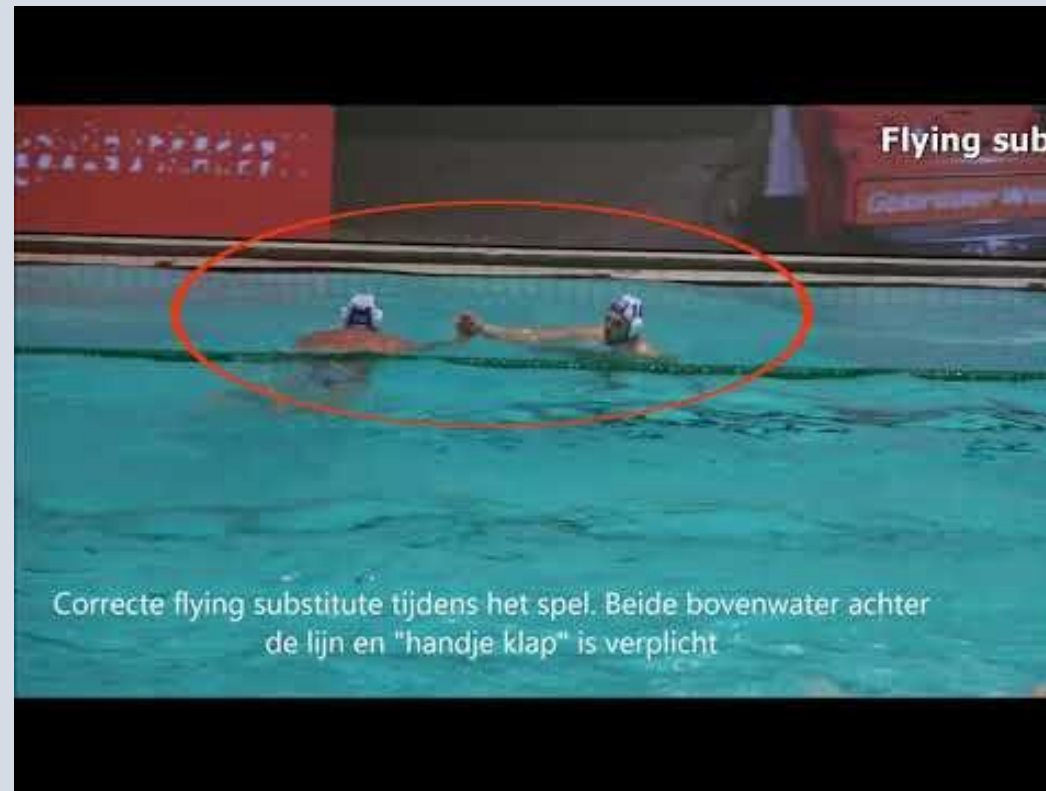 Flying sub
Correcte flying substitute tijdens het spel. Beide bovenwater achter
de lijn en "handje klap" is verplicht